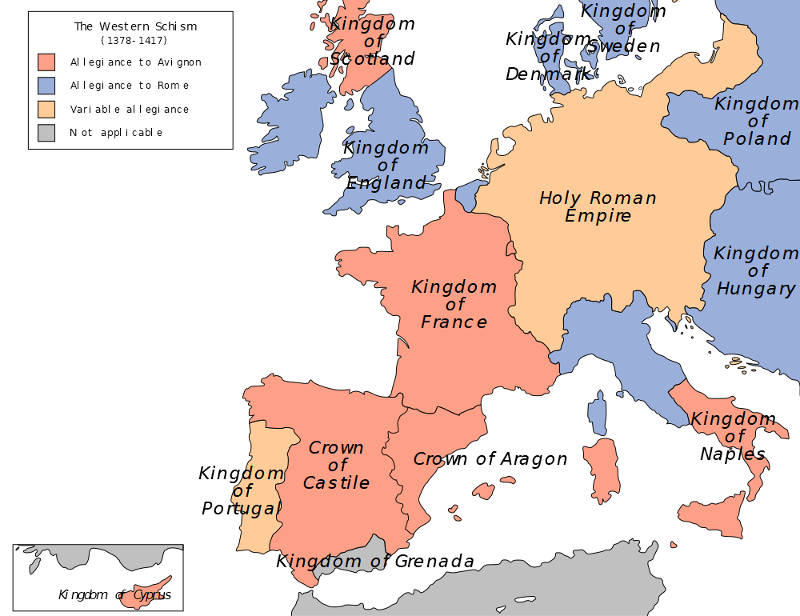 The Western Schism
(1378-1417)
Allegiance to Avignon
Allegiance to Rome
Variable allegiance
Not applicable
Kingdom
of
Scotland
Kingdom
of
Sweden
Kingdom
of
Denmark
Kingdom
of
Poland
Kingdom
of
England
Holy Roman
Empire
Kingdom
of
Hungary
Kingdom
of
France
Kingdom
of
Naples
Crown
of
Castile
Crown of Aragon
Kingdom
of
Portugal
Kingdom of Grenada
Kingdom of Cyprus